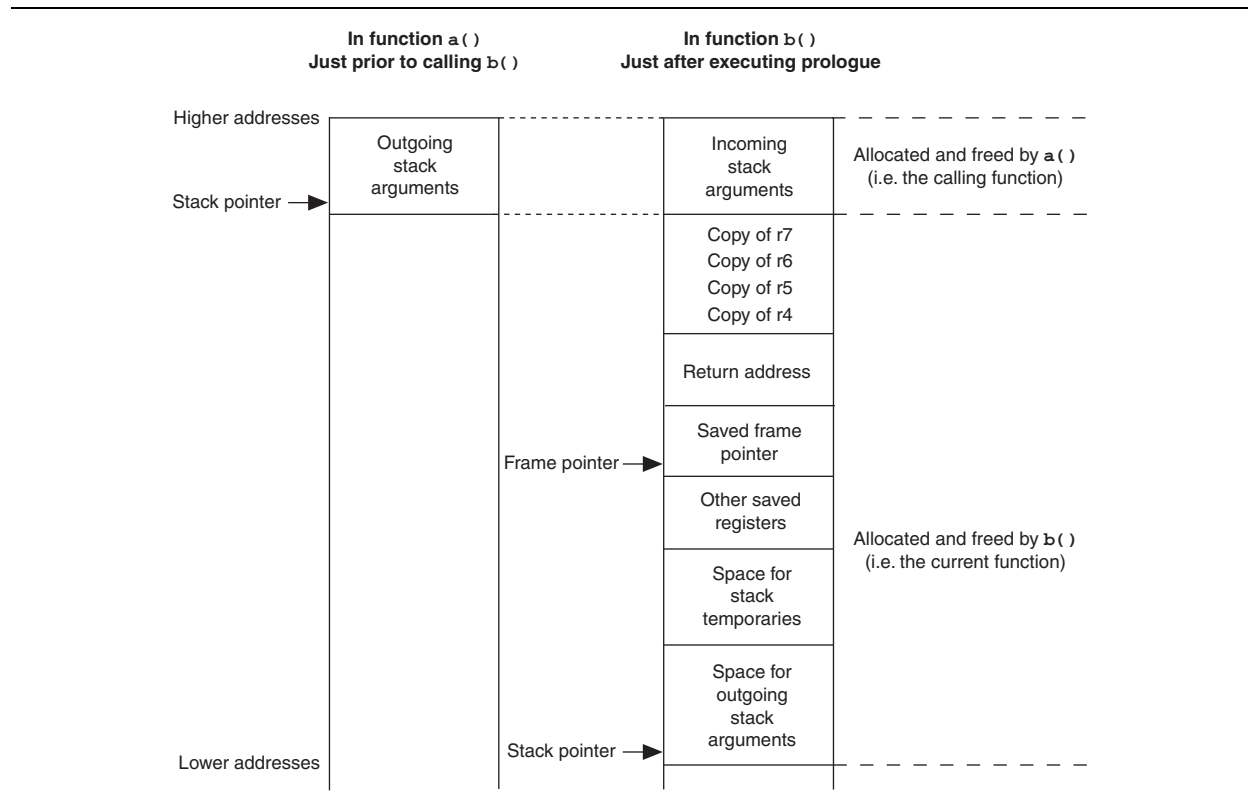 In function a()
Just prior to calling b()
In function b()
Just after executing prologue
Higher addresses
Outgoing
stack
arguments
Incoming
stack
arguments
Allocated and freed by a()
(i.e. the calling function)
Stack pointer
Copy of r7
Copy of r6
Copy of r5
Copy of r4
Return address
Saved frame
pointer
Frame pointer
Other saved
registers
Allocated and freed by b()
(i.e. the current function)
Space for
stack
temporaries
Space for
outgoing
stack
arguments
Stack pointer
Lower addresses